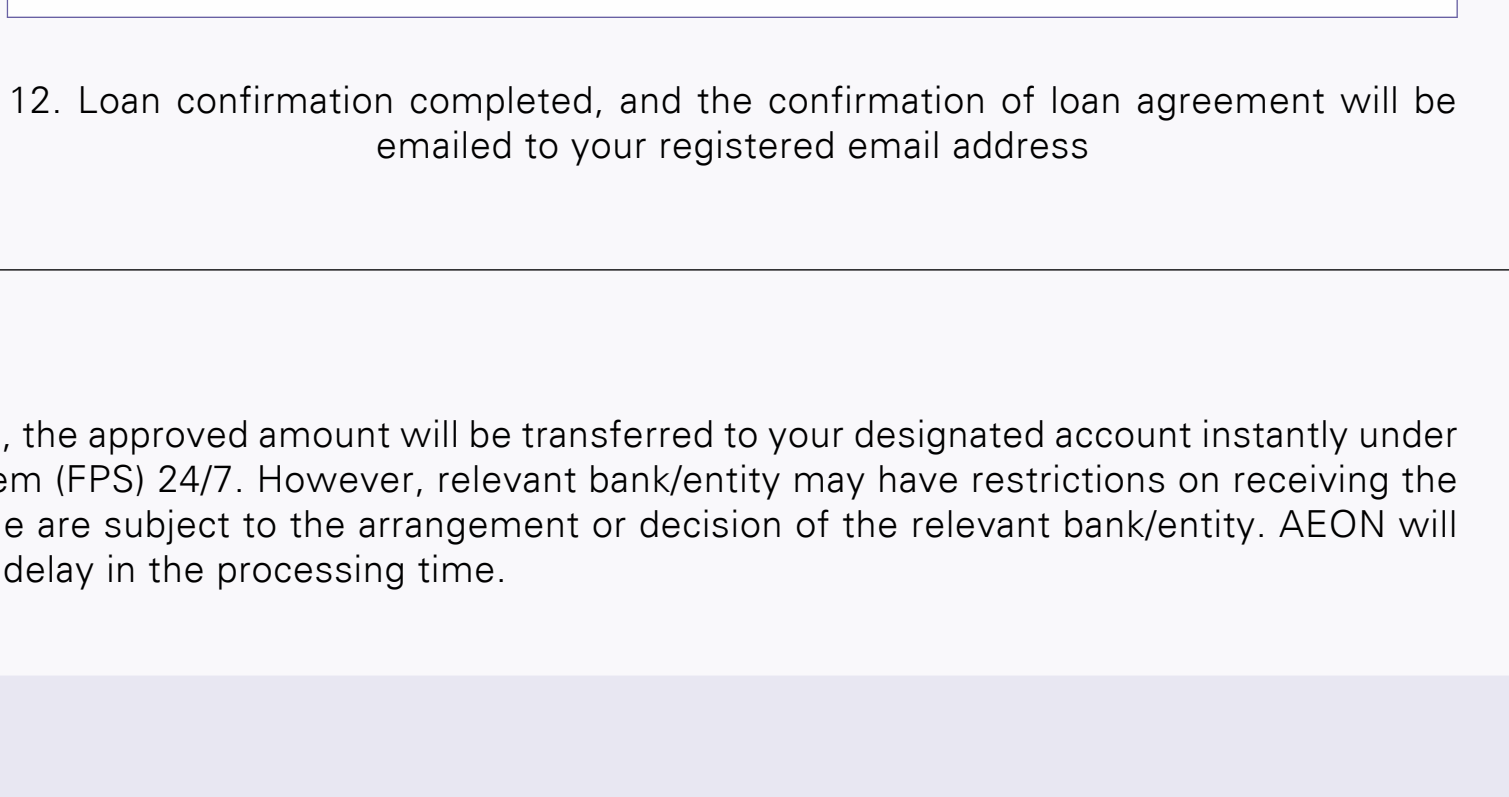 12. Loan confirmation completed, and the confirmation of loan agreement will be
emailed to your registered email address
, the approved amount will be transferred to your designated account instantly under
em (FPS) 24/7. However, relevant bank/entity may have restrictions on receiving the
e are subject to the arrangement or decision of the relevant bank/entity. AEON will
delay in the processing time.